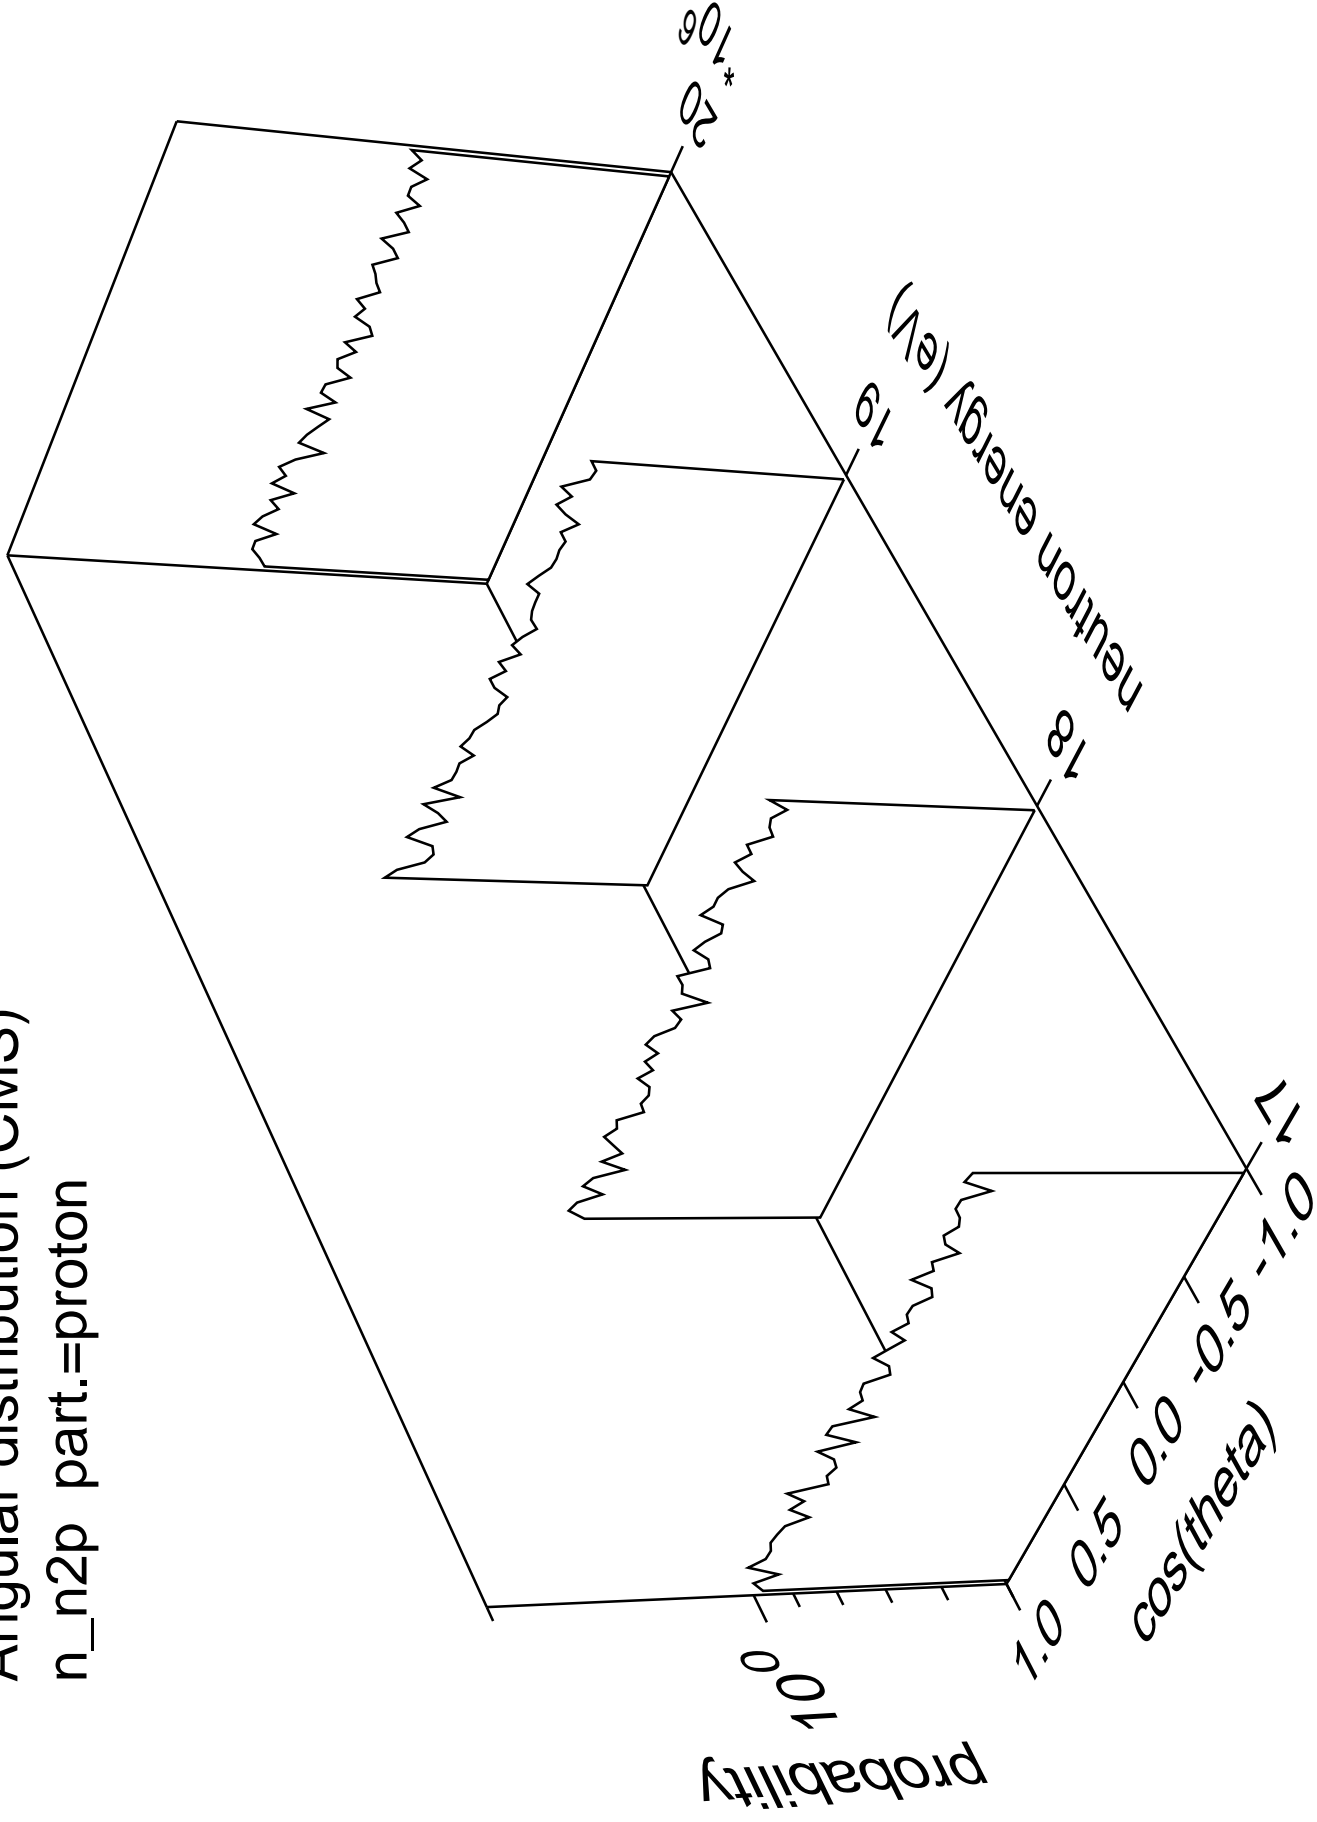 Angular distribution (CMS)
n_n2p part.=proton
probability
10 0
1.0 0.5 0.0 -0.5 -1.0
cos(theta)
17 18 19 20
*10 6
neutron energy (eV)